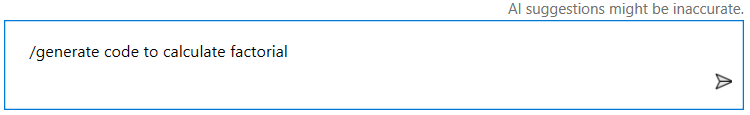 AI suggestions might be inaccurate.
/generate code to calculate factorial